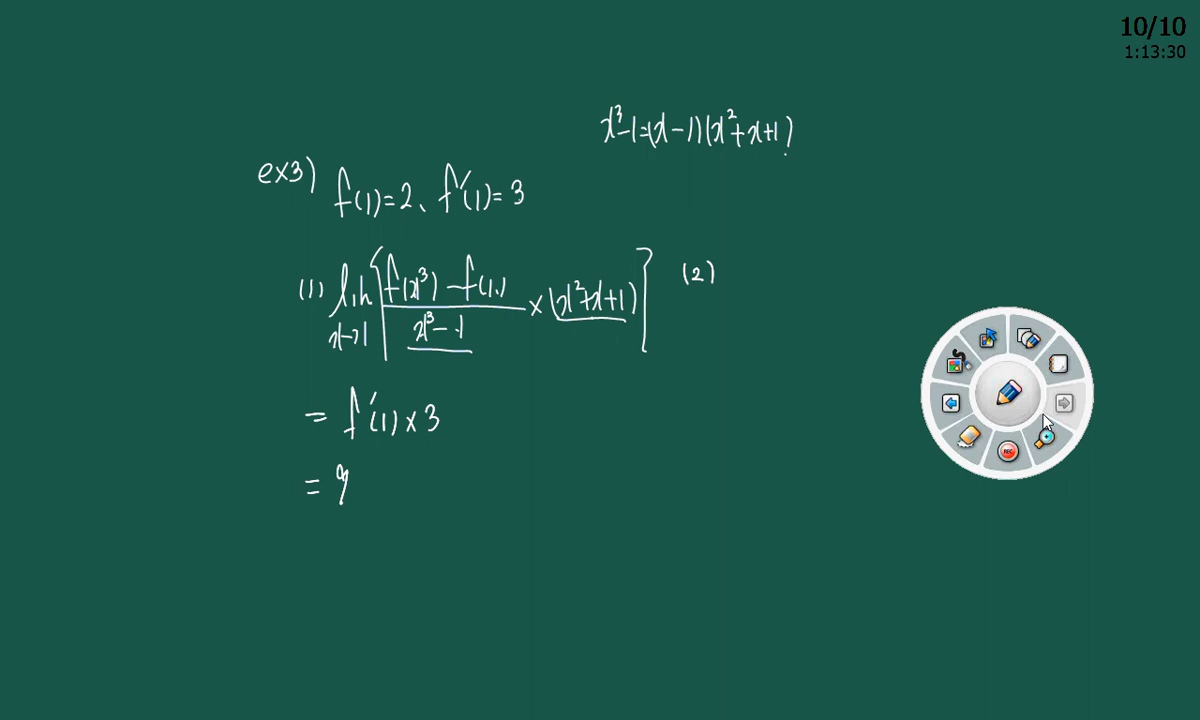 10/10
1:13:30
x³-1=(x-1)(x²+x+1)
ex3) f(1)=2、f'(1)=3
(1) lim x→1 [ f(x³)-f(1) / x³-1 × (x²+x+1) ] (2)
= f'(1)×3
= 9
REC